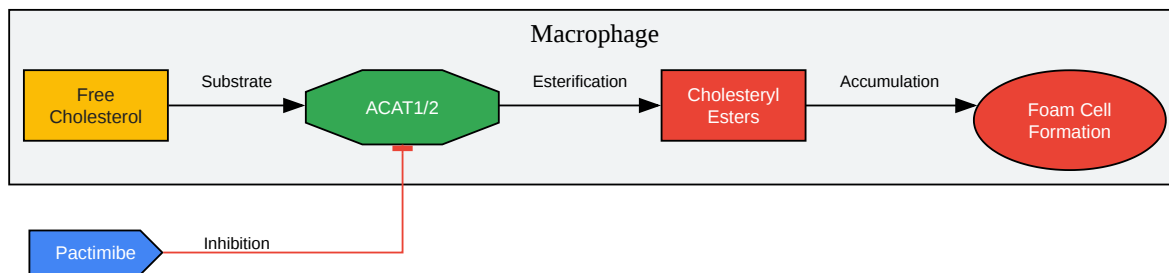 Macrophage
Free
Cholesterol
Substrate
ACAT1/2
Esterification
Cholesteryl
Esters
Accumulation
Foam Cell
Formation
Pactimibe
Inhibition